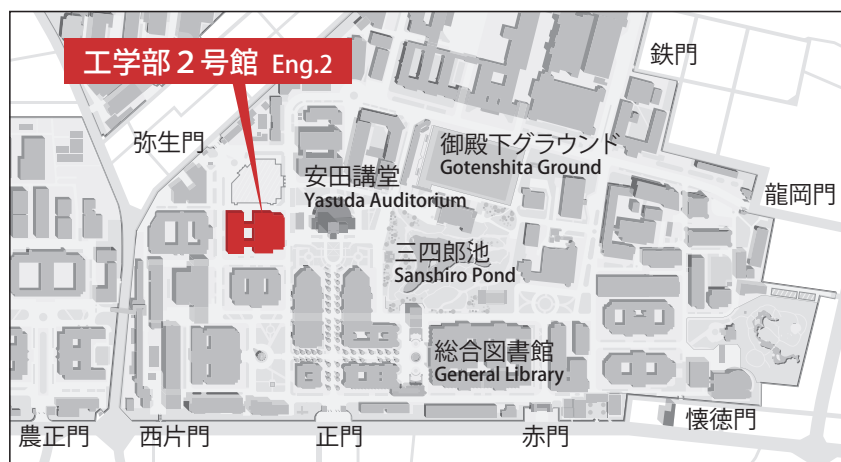 工学部２号館 Eng.2
鉄門
弥生門
御殿下グラウンド
Gotenshita Ground
安田講堂
Yasuda Auditorium
龍岡門
三四郎池
Sanshiro Pond
総合図書館
General Library
懐徳門
農正門
西片門
正門
赤門